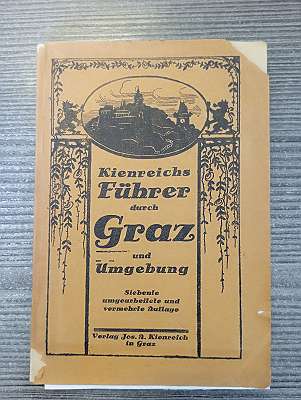 Kienreichs
Führer
durch
Graz
und
Umgebung
Siebente
umgearbeitete und
vermehrte Auflage
Verlag Jos. A. Kienreich
in Graz